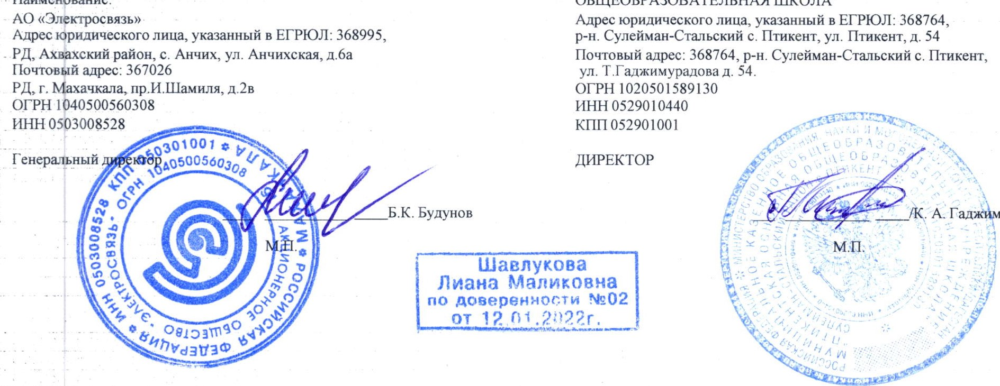 Наименование:
АО «Электросвязь»
Адрес юридического лица, указанный в ЕГРЮЛ: 368995,
РД, Ахвахский район, с. Анчих, ул. Анчихская, д.6а
Почтовый адрес: 367026
РД, г. Махачкала, пр.И.Шамиля, д.2в
ОГРН 1040500560308
ИНН 0503008528
Генеральный директор
Б.К. Будунов
М.П.
ИНН 0503008528 КПП 050301001 * МАХАЧКАЛА * РОССИЙСКАЯ ФЕДЕРАЦИЯ *
"ЭЛЕКТРОСВЯЗЬ" ОГРН 1040500560308
АКЦИОНЕРНОЕ ОБЩЕСТВО
Шавлукова
Лиана Маликовна
по доверенности №02
от 12.01.2022г.
ОБЩЕОБРАЗОВАТЕЛЬНАЯ ШКОЛА
Адрес юридического лица, указанный в ЕГРЮЛ: 368764,
р-н. Сулейман-Стальский с. Птикент, ул. Птикент, д. 54
Почтовый адрес: 368764, р-н. Сулейман-Стальский с. Птикент,
ул. Т.Гаджимурадова д. 54.
ОГРН 1020501589130
ИНН 0529010440
КПП 052901001
ДИРЕКТОР
/К. А. Гаджим
М.П.